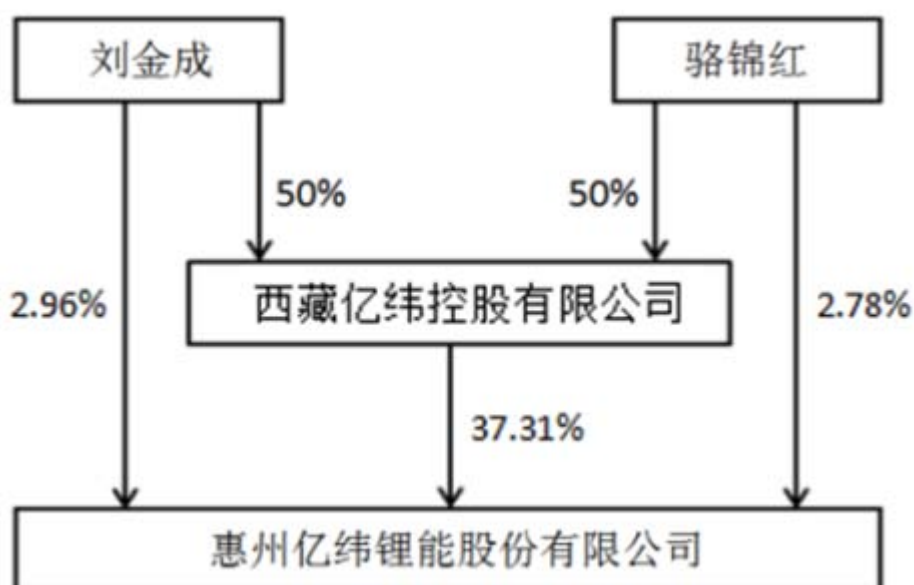 刘金成
骆锦红
50%
50%
2.96%
西藏亿纬控股有限公司
2.78%
37.31%
惠州亿纬锂能股份有限公司